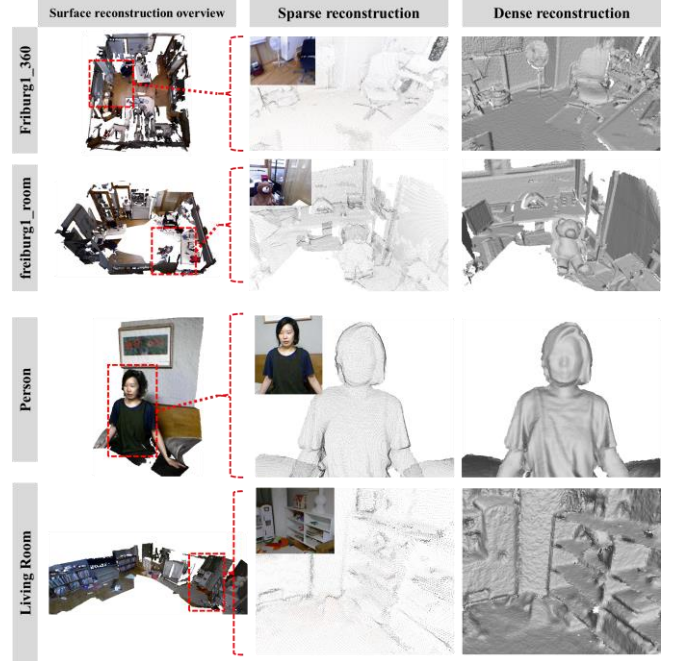 Surface reconstruction overview
Sparse reconstruction
Dense reconstruction
Friburg1_360
freiburg1_room
Person
Living Room